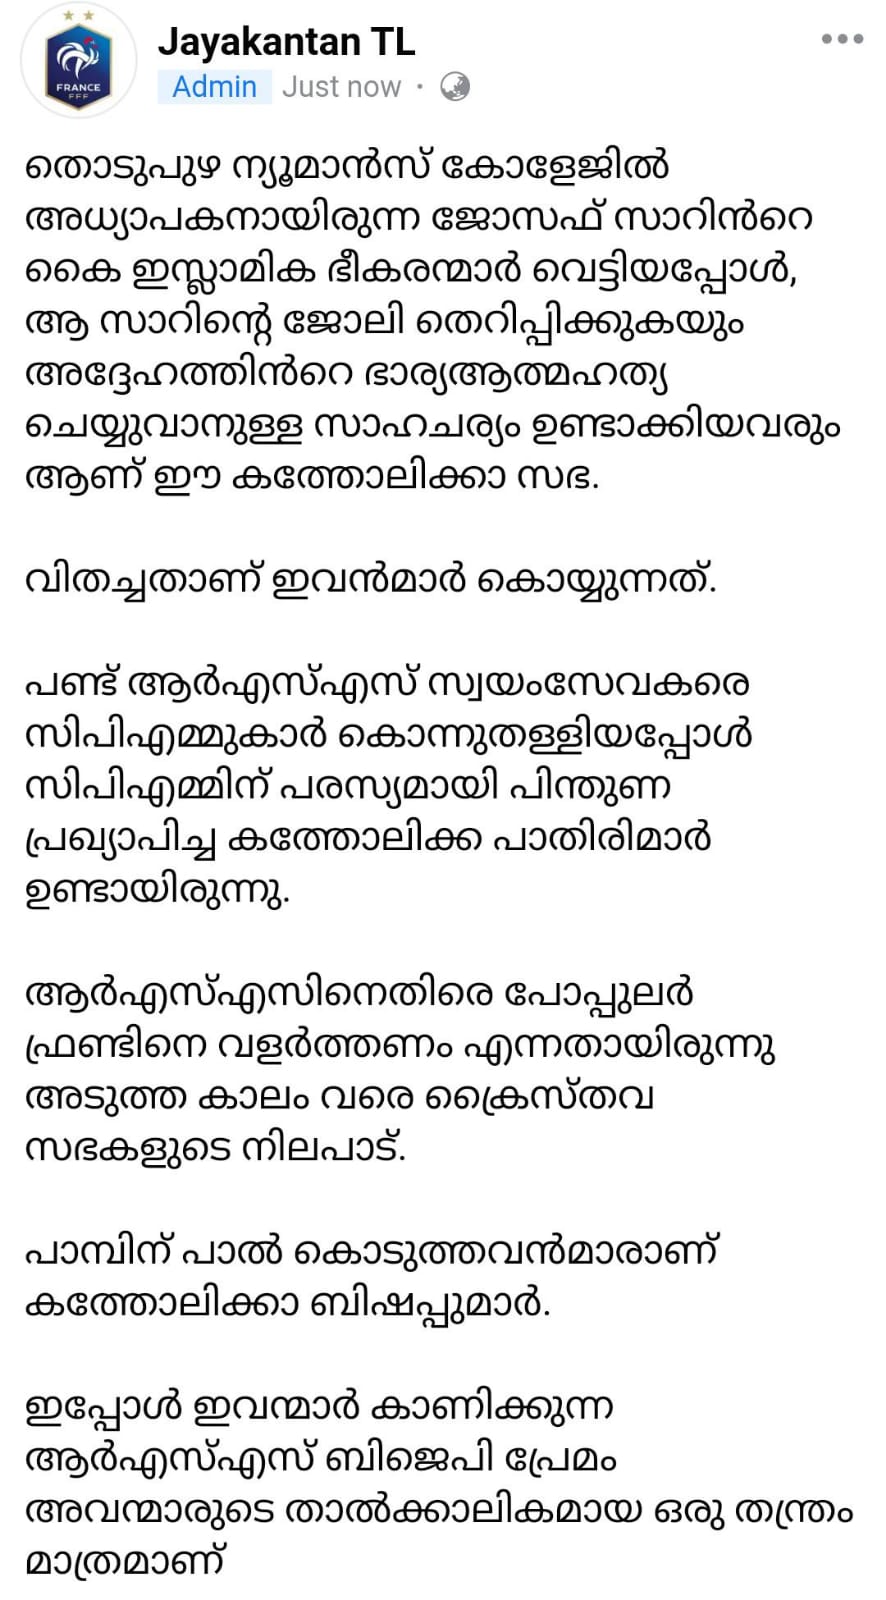 FRANCE
FFF
Jayakantan TL
Admin Just now ·
തൊടുപുഴ ന്യൂമാൻസ് കോളേജിൽ
അധ്യാപകനായിരുന്ന ജോസഫ് സാറിൻറെ
കൈ ഇസ്ലാമിക ഭീകരന്മാർ വെട്ടിയപ്പോൾ,
ആ സാറിന്റെ ജോലി തെറിപ്പിക്കുകയും
അദ്ദേഹത്തിൻറെ ഭാര്യആത്മഹത്യ
ചെയ്യുവാനുള്ള സാഹചര്യം ഉണ്ടാക്കിയവരും
ആണ് ഈ കത്തോലിക്കാ സഭ.
വിതച്ചതാണ് ഇവൻമാർ കൊയ്യുന്നത്.
പണ്ട് ആർഎസ്എസ് സ്വയംസേവകരെ
സിപിഎമ്മുകാർ കൊന്നുതള്ളിയപ്പോൾ
സിപിഎമ്മിന് പരസ്യമായി പിന്തുണ
പ്രഖ്യാപിച്ച കത്തോലിക്ക പാതിരിമാർ
ഉണ്ടായിരുന്നു.
ആർഎസ്എസിനെതിരെ പോപ്പുലർ
ഫ്രണ്ടിനെ വളർത്തണം എന്നതായിരുന്നു
അടുത്ത കാലം വരെ ക്രൈസ്തവ
സഭകളുടെ നിലപാട്.
പാമ്പിന് പാൽ കൊടുത്തവൻമാരാണ്
കത്തോലിക്കാ ബിഷപ്പുമാർ.
ഇപ്പോൾ ഇവന്മാർ കാണിക്കുന്ന
ആർഎസ്എസ് ബിജെപി പ്രേമം
അവന്മാരുടെ താൽക്കാലികമായ ഒരു തന്ത്രം
മാത്രമാണ്